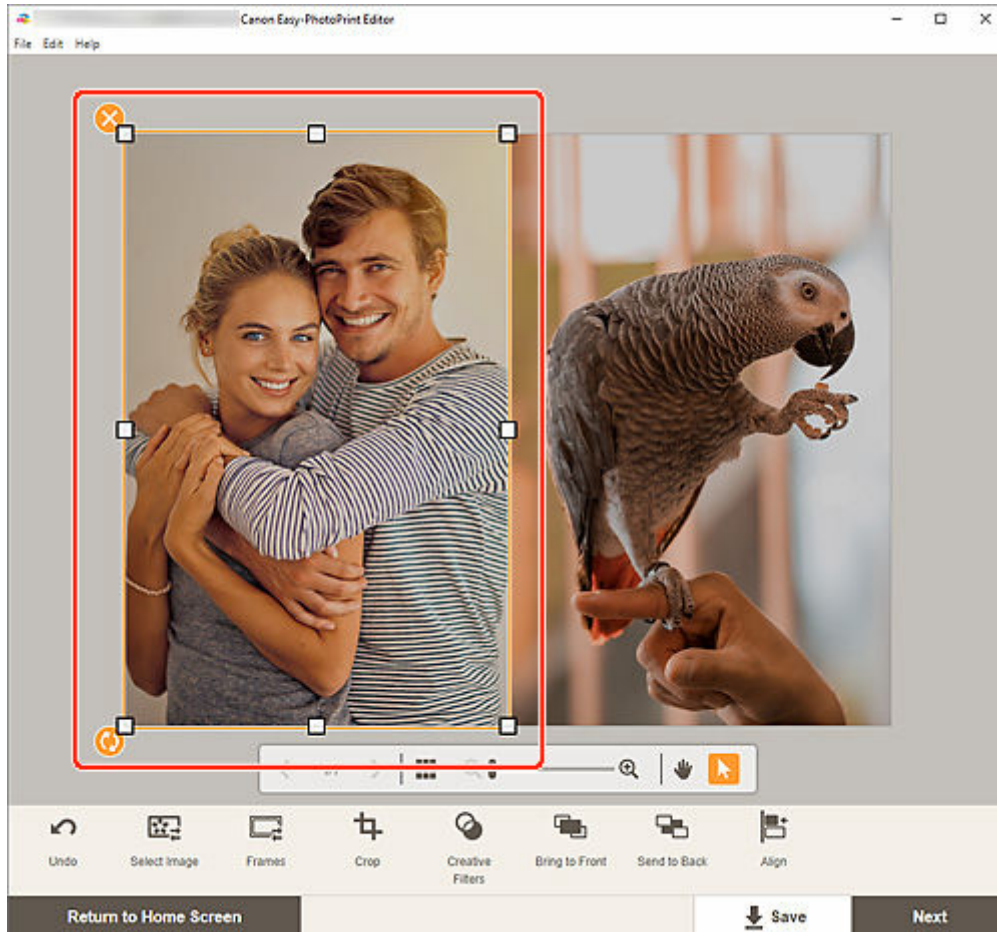 Canon Easy-PhotoPrint Editor
File Edit Help
Undo
Select Image
Frames
Crop
Creative
Filters
Bring to Front
Send to Back
Align
Return to Home Screen
Save
Next